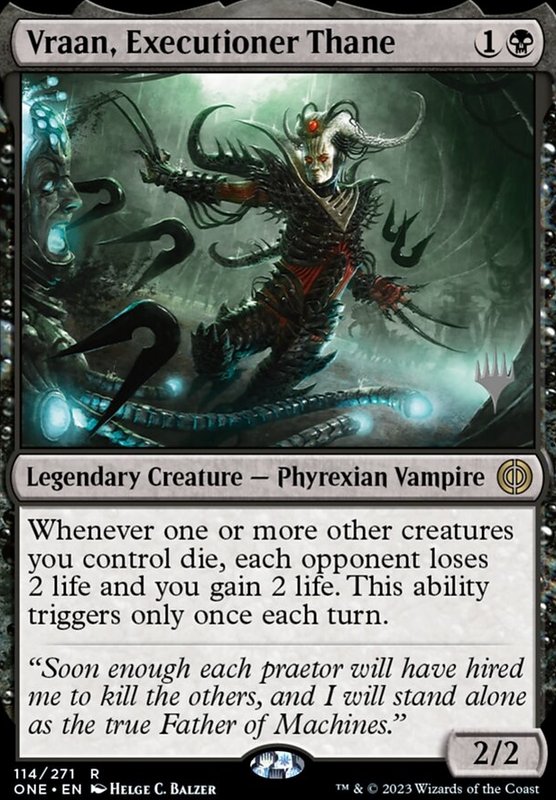 Vraan, Executioner Thane 1
Legendary Creature — Phyrexian Vampire
Whenever one or more other creatures
you control die, each opponent loses
2 life and you gain 2 life. This ability
triggers only once each turn.
“Soon enough each praetor will have hired
me to kill the others, and I will stand alone
as the true Father of Machines.”
2/2
114/271 R
ONE • EN Helge C. Balzer ™ & © 2023 Wizards of the Coast